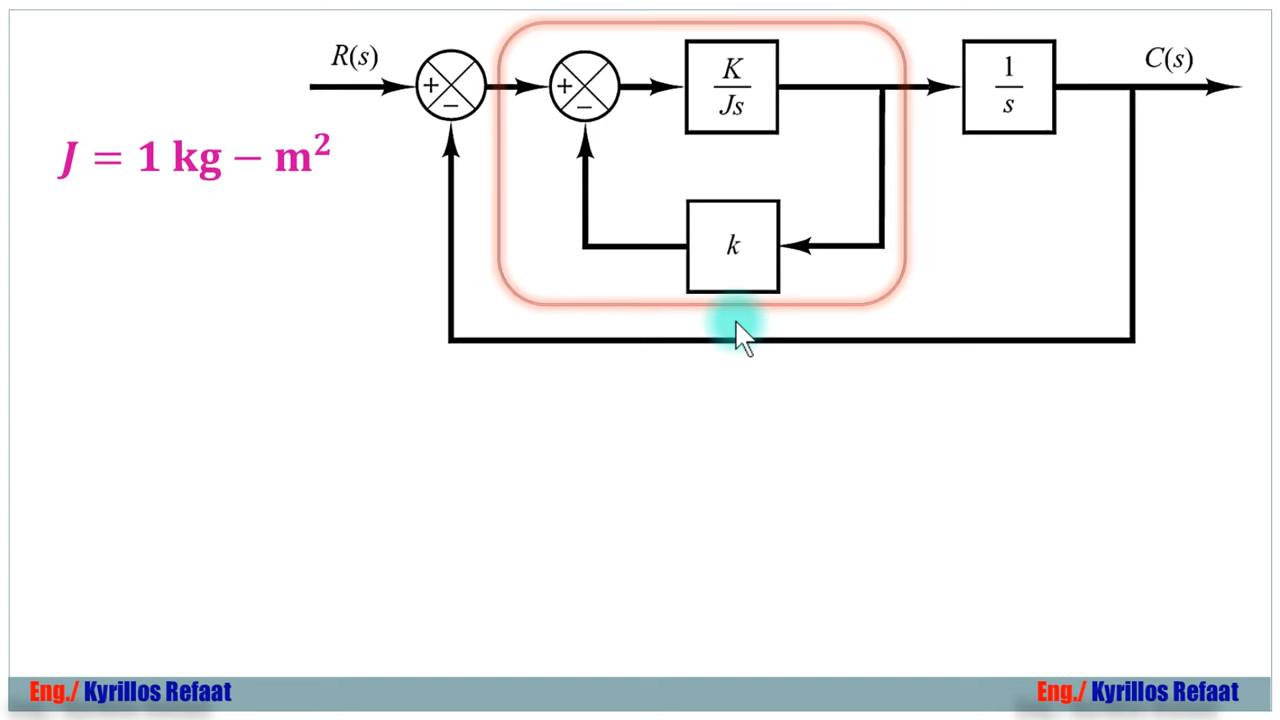 R(s)
+
−
+
−
K
Js
1
s
C(s)
J = 1 kg − m²
k
Eng./ Kyrillos Refaat
Eng./ Kyrillos Refaat